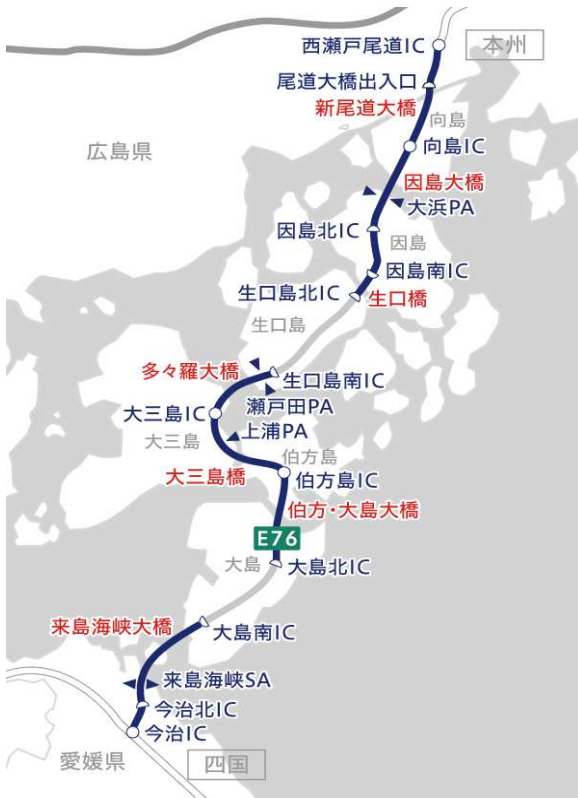 西瀬戸尾道IC
本州
尾道大橋出入口
新尾道大橋
向島
広島県
向島IC
因島大橋
大浜PA
因島北IC
因島
因島南IC
生口島北IC
生口橋
生口島
多々羅大橋
生口島南IC
瀬戸田PA
大三島IC
上浦PA
大三島
伯方島
大三島橋
伯方島IC
伯方・大島大橋
E76
大島
大島北IC
来島海峡大橋
大島南IC
来島海峡SA
今治北IC
今治IC
愛媛県
四国